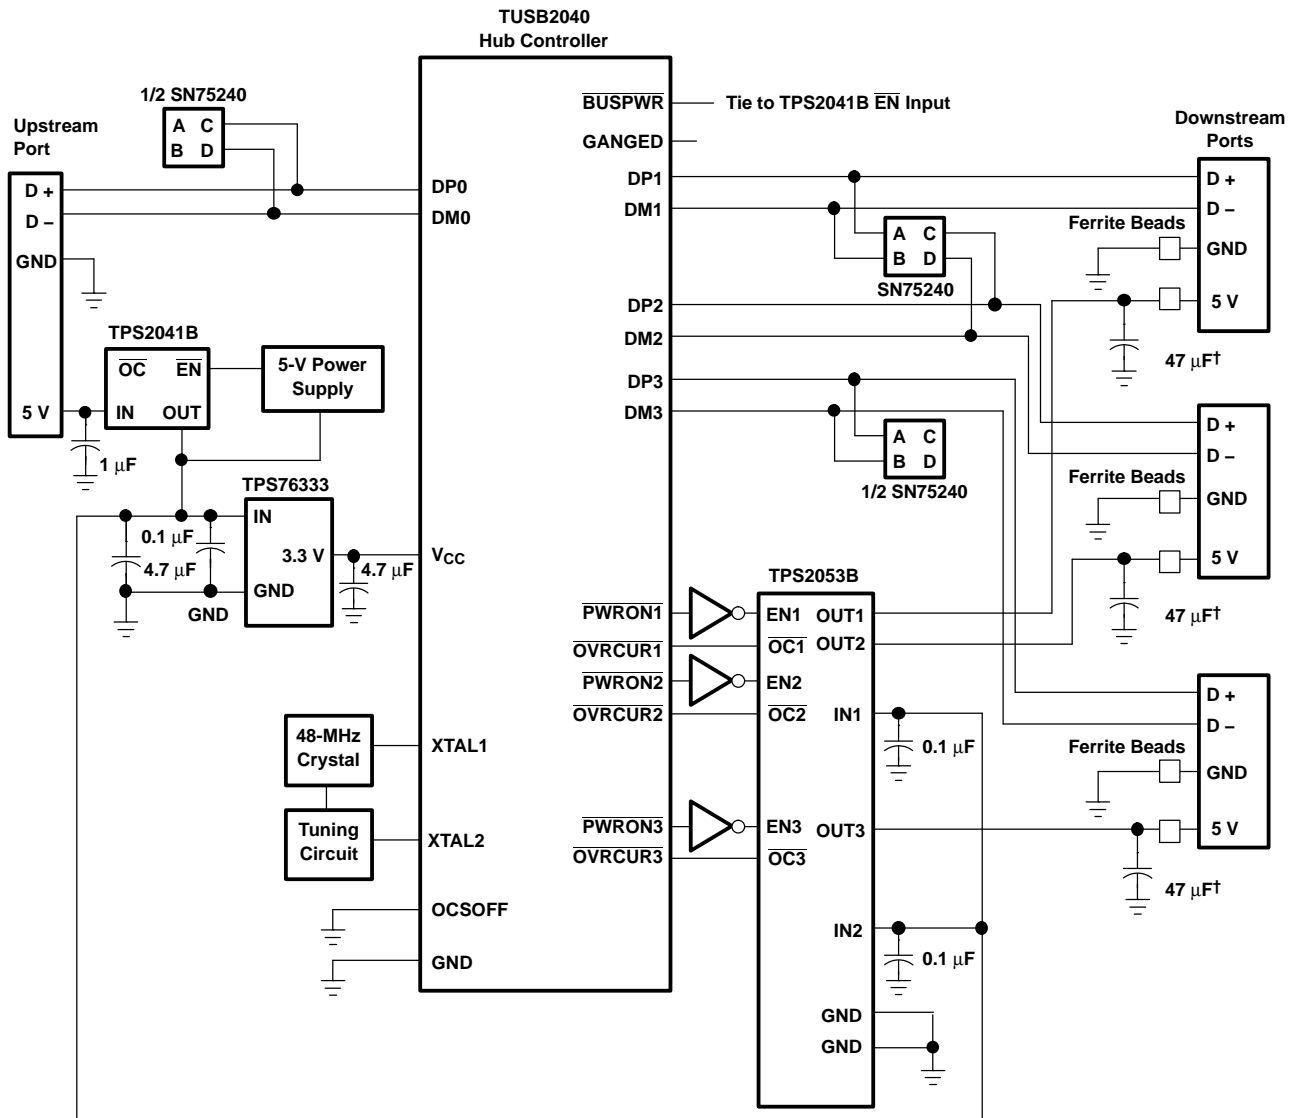 TUSB2040
Hub Controller
1/2 SN75240
A C
B D
Upstream
Port
D +
D −
GND
5 V
TPS2041B
OC EN
IN OUT
5-V Power
Supply
1 µF
TPS76333
IN
3.3 V
GND
0.1 µF
4.7 µF
GND
4.7 µF
48-MHz
Crystal
Tuning
Circuit
DP0
DM0
VCC
XTAL1
XTAL2
OCSOFF
GND
BUSPWR
Tie to TPS2041B EN Input
GANGED
DP1
DM1
DP2
DM2
DP3
DM3
PWRON1
OVRCUR1
PWRON2
OVRCUR2
PWRON3
OVRCUR3
A C
B D
SN75240
A C
B D
1/2 SN75240
TPS2053B
EN1 OUT1
OC1 OUT2
EN2
OC2 IN1
EN3 OUT3
OC3
IN2
GND
GND
0.1 µF
0.1 µF
Downstream
Ports
D +
D −
Ferrite Beads
GND
5 V
47 µF†
D +
D −
Ferrite Beads
GND
5 V
47 µF†
D +
D −
Ferrite Beads
GND
5 V
47 µF†